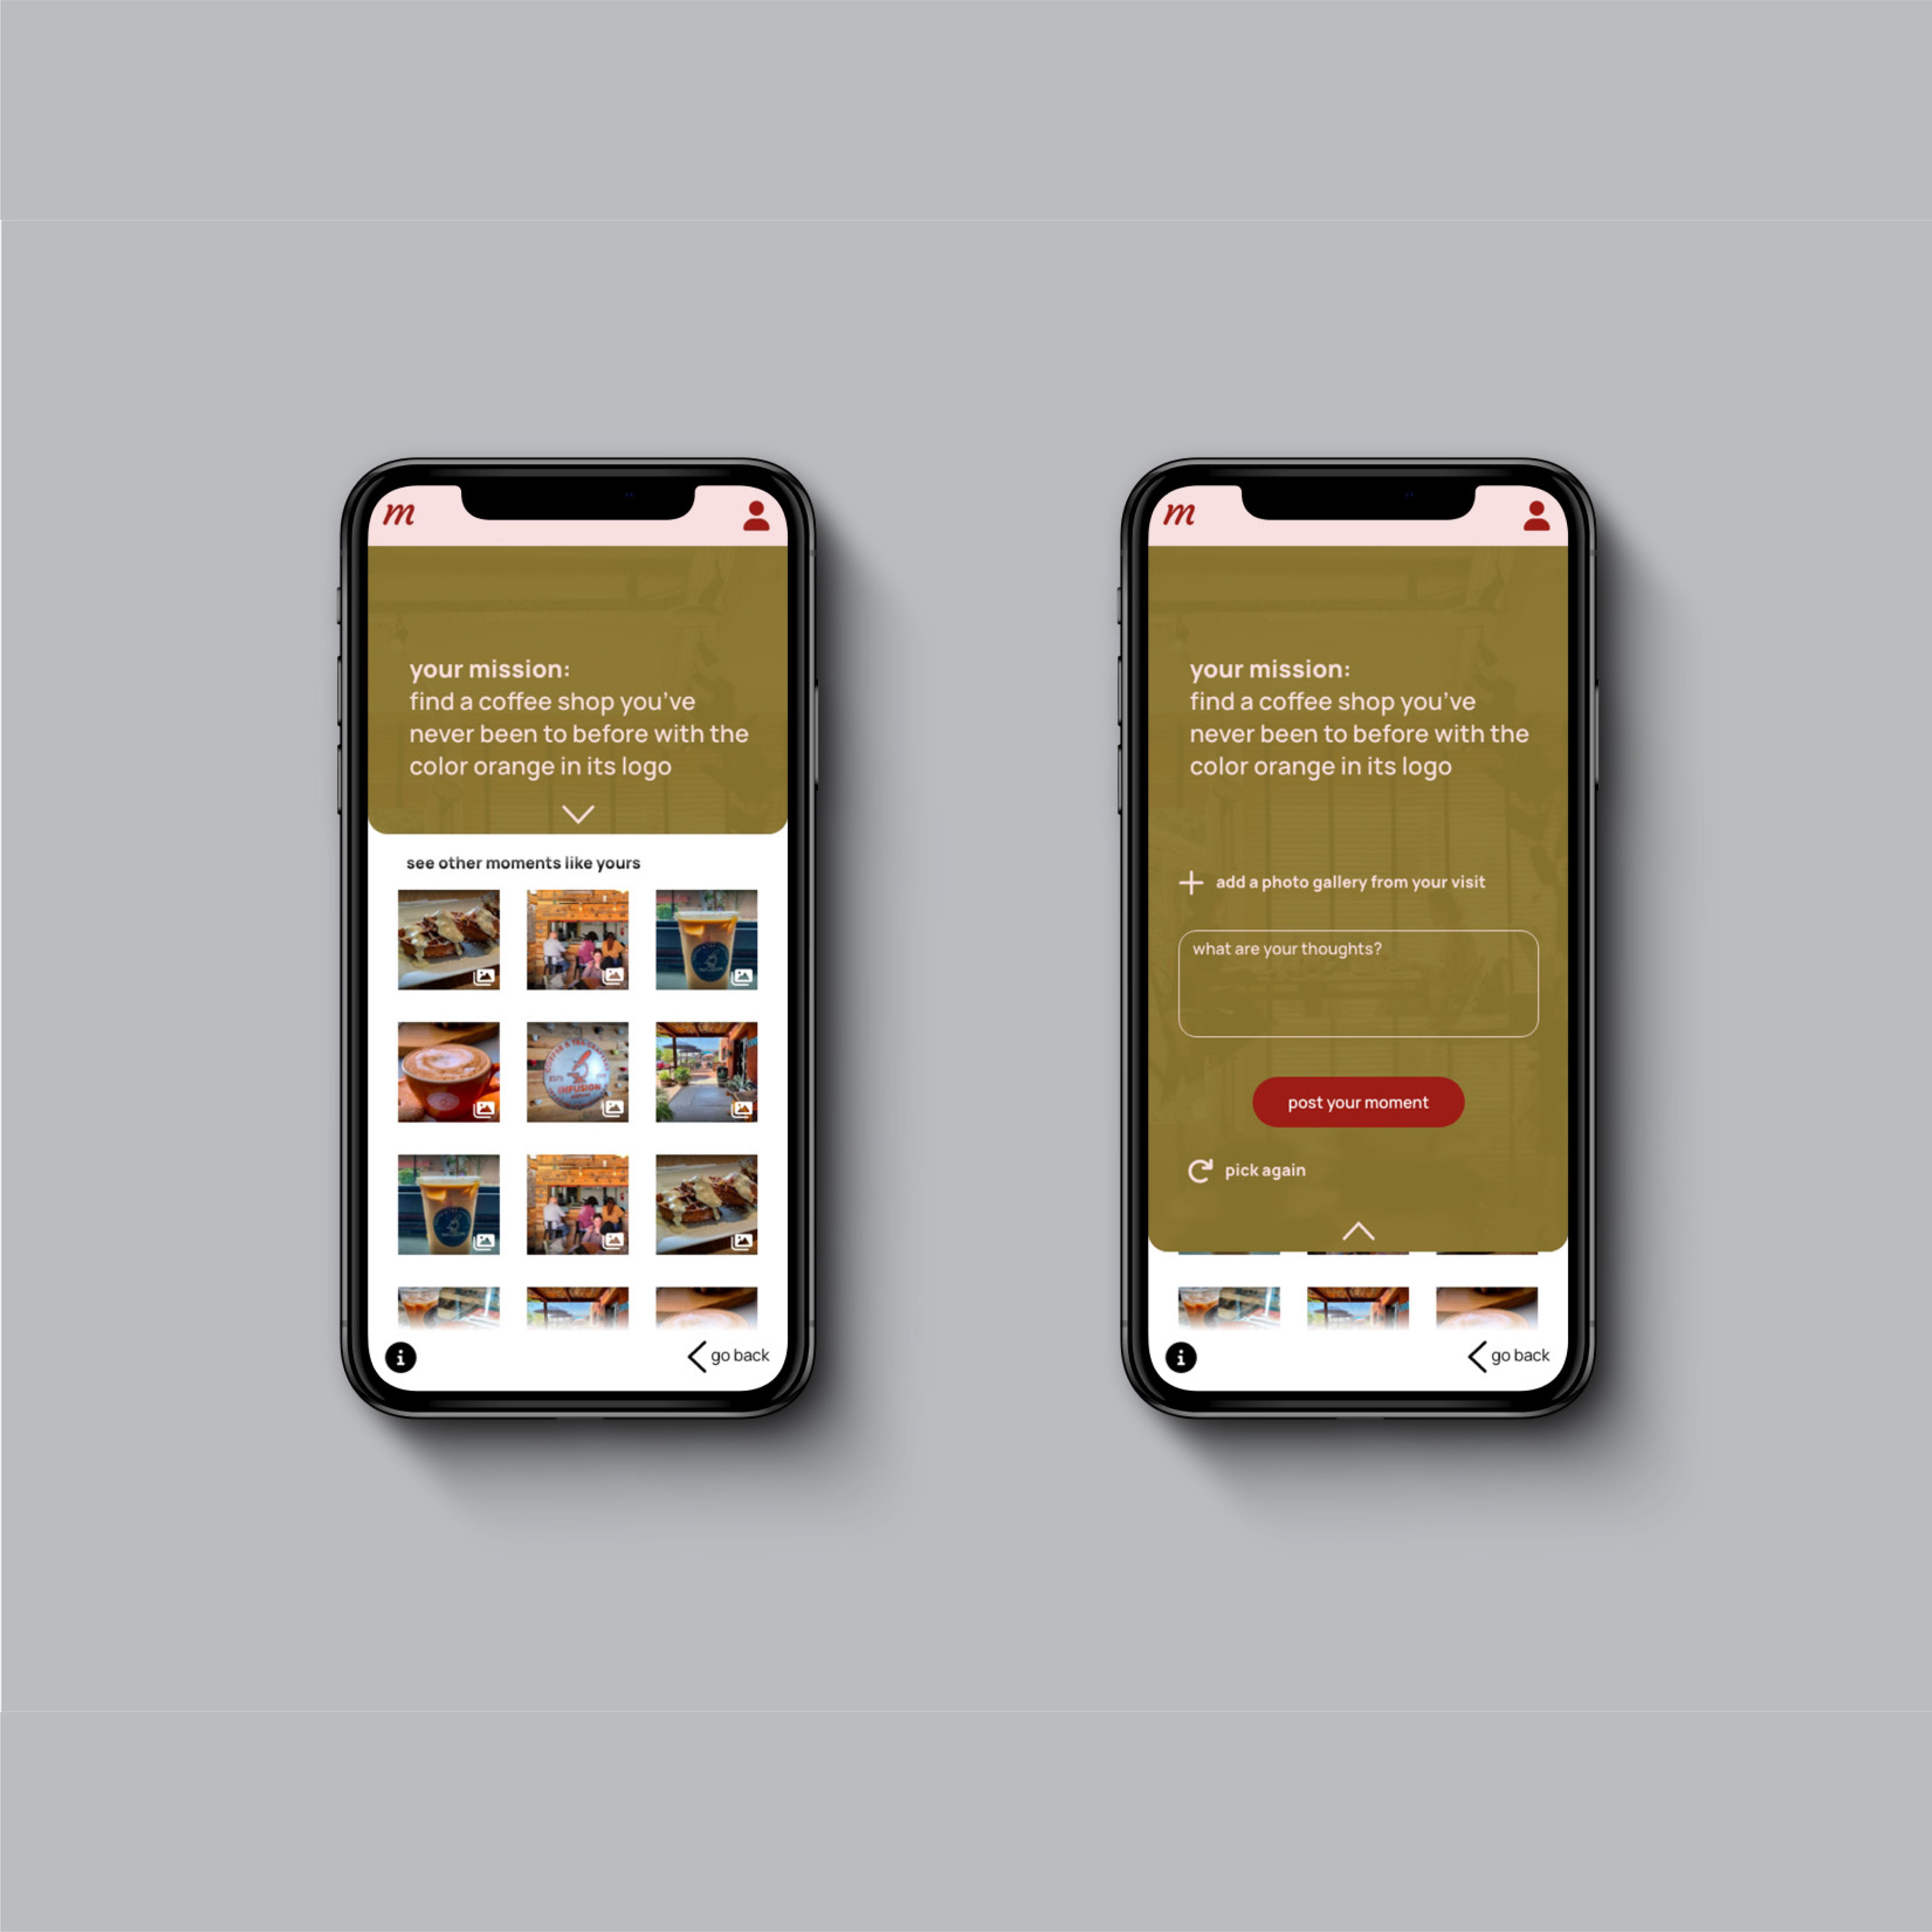 m
your mission:
find a coffee shop you've
never been to before with the
color orange in its logo
see other moments like yours
COFFEE & TEA
INFUSION
go back
m
your mission:
find a coffee shop you've
never been to before with the
color orange in its logo
add a photo gallery from your visit
what are your thoughts?
post your moment
pick again
go back